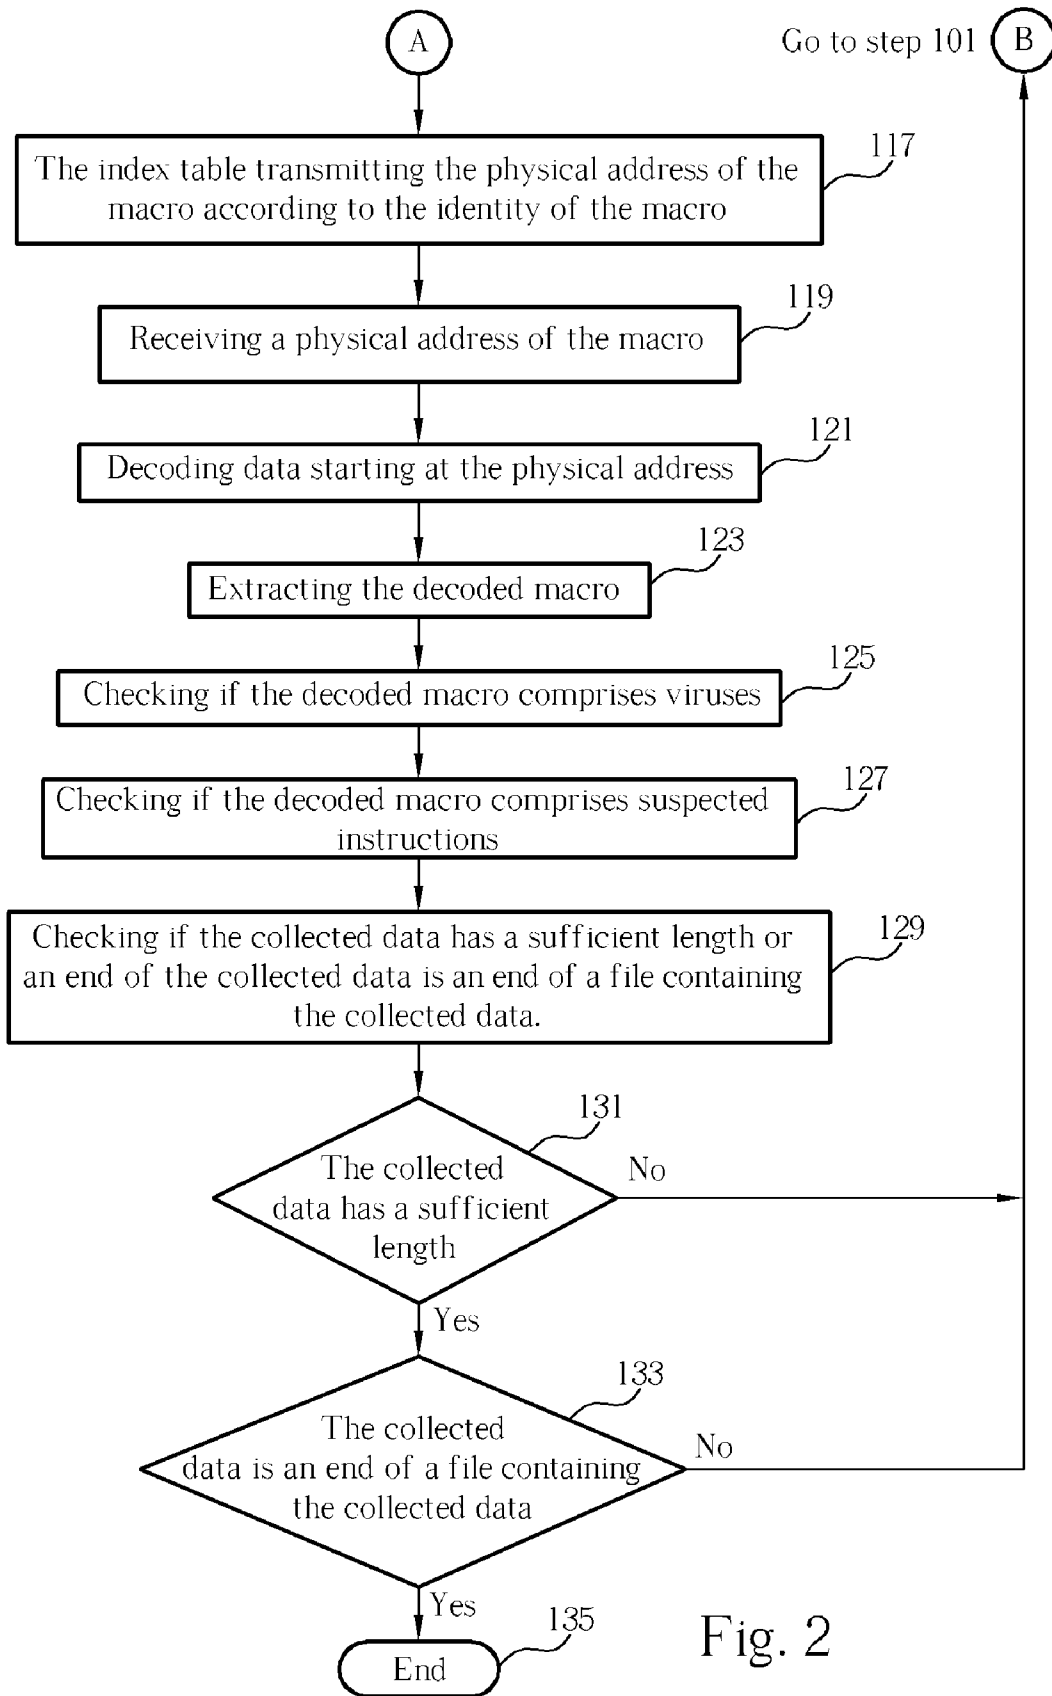 A
Go to step 101
B
117
The index table transmitting the physical address of the
macro according to the identity of the macro
119
Receiving a physical address of the macro
121
Decoding data starting at the physical address
123
Extracting the decoded macro
125
Checking if the decoded macro comprises viruses
127
Checking if the decoded macro comprises suspected
instructions
129
Checking if the collected data has a sufficient length or
an end of the collected data is an end of a file containing
the collected data.
131
The collected
data has a sufficient
length
No
Yes
133
The collected
data is an end of a file containing
the collected data
No
Yes
135
End
Fig. 2